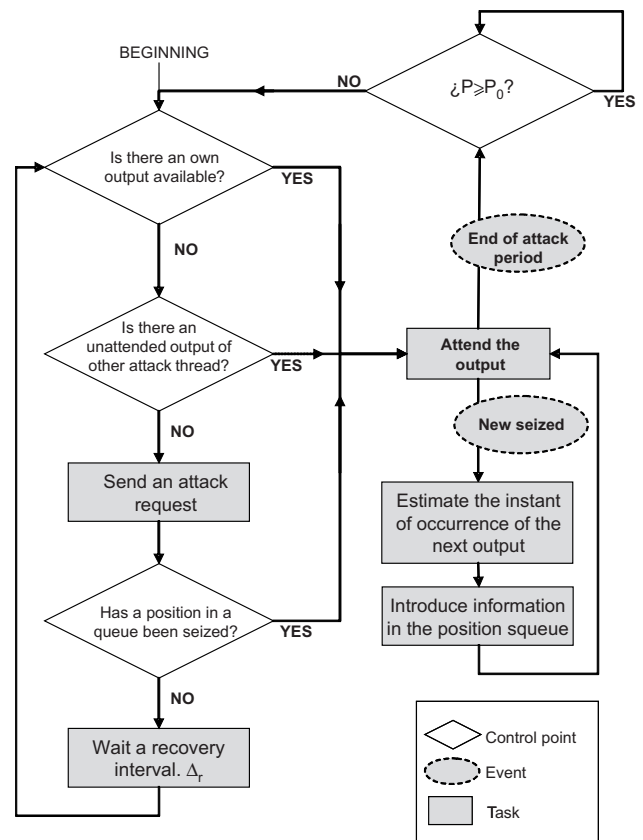 BEGINNING
¿P⩾P₀?
NO
YES
Is there an own
output available?
YES
NO
End of attack
period
Is there an
unattended output of
other attack thread?
YES
NO
Attend the
output
New seized
Send an attack
request
Estimate the instant
of occurrence of the
next output
Has a position in a
queue been seized?
YES
NO
Introduce information
in the position squeue
Wait a recovery
interval. Δᵣ
Control point
Event
Task